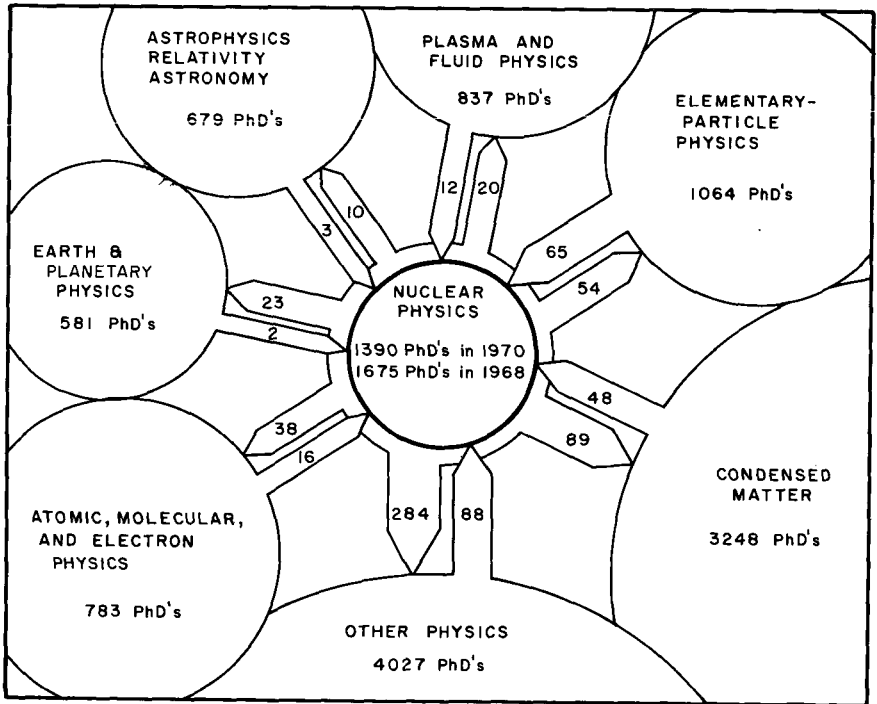 ASTROPHYSICS
RELATIVITY
ASTRONOMY
679 PhD's
PLASMA AND
FLUID PHYSICS
837 PhD's
ELEMENTARY-
PARTICLE
PHYSICS
1064 PhD's
12
20
10
3
65
54
EARTH &
PLANETARY
PHYSICS
581 PhD's
23
2
NUCLEAR
PHYSICS
1390 PhD's in 1970
1675 PhD's in 1968
48
89
38
16
CONDENSED
MATTER
3248 PhD's
ATOMIC, MOLECULAR,
AND ELECTRON
PHYSICS
783 PhD's
284
88
OTHER PHYSICS
4027 PhD's